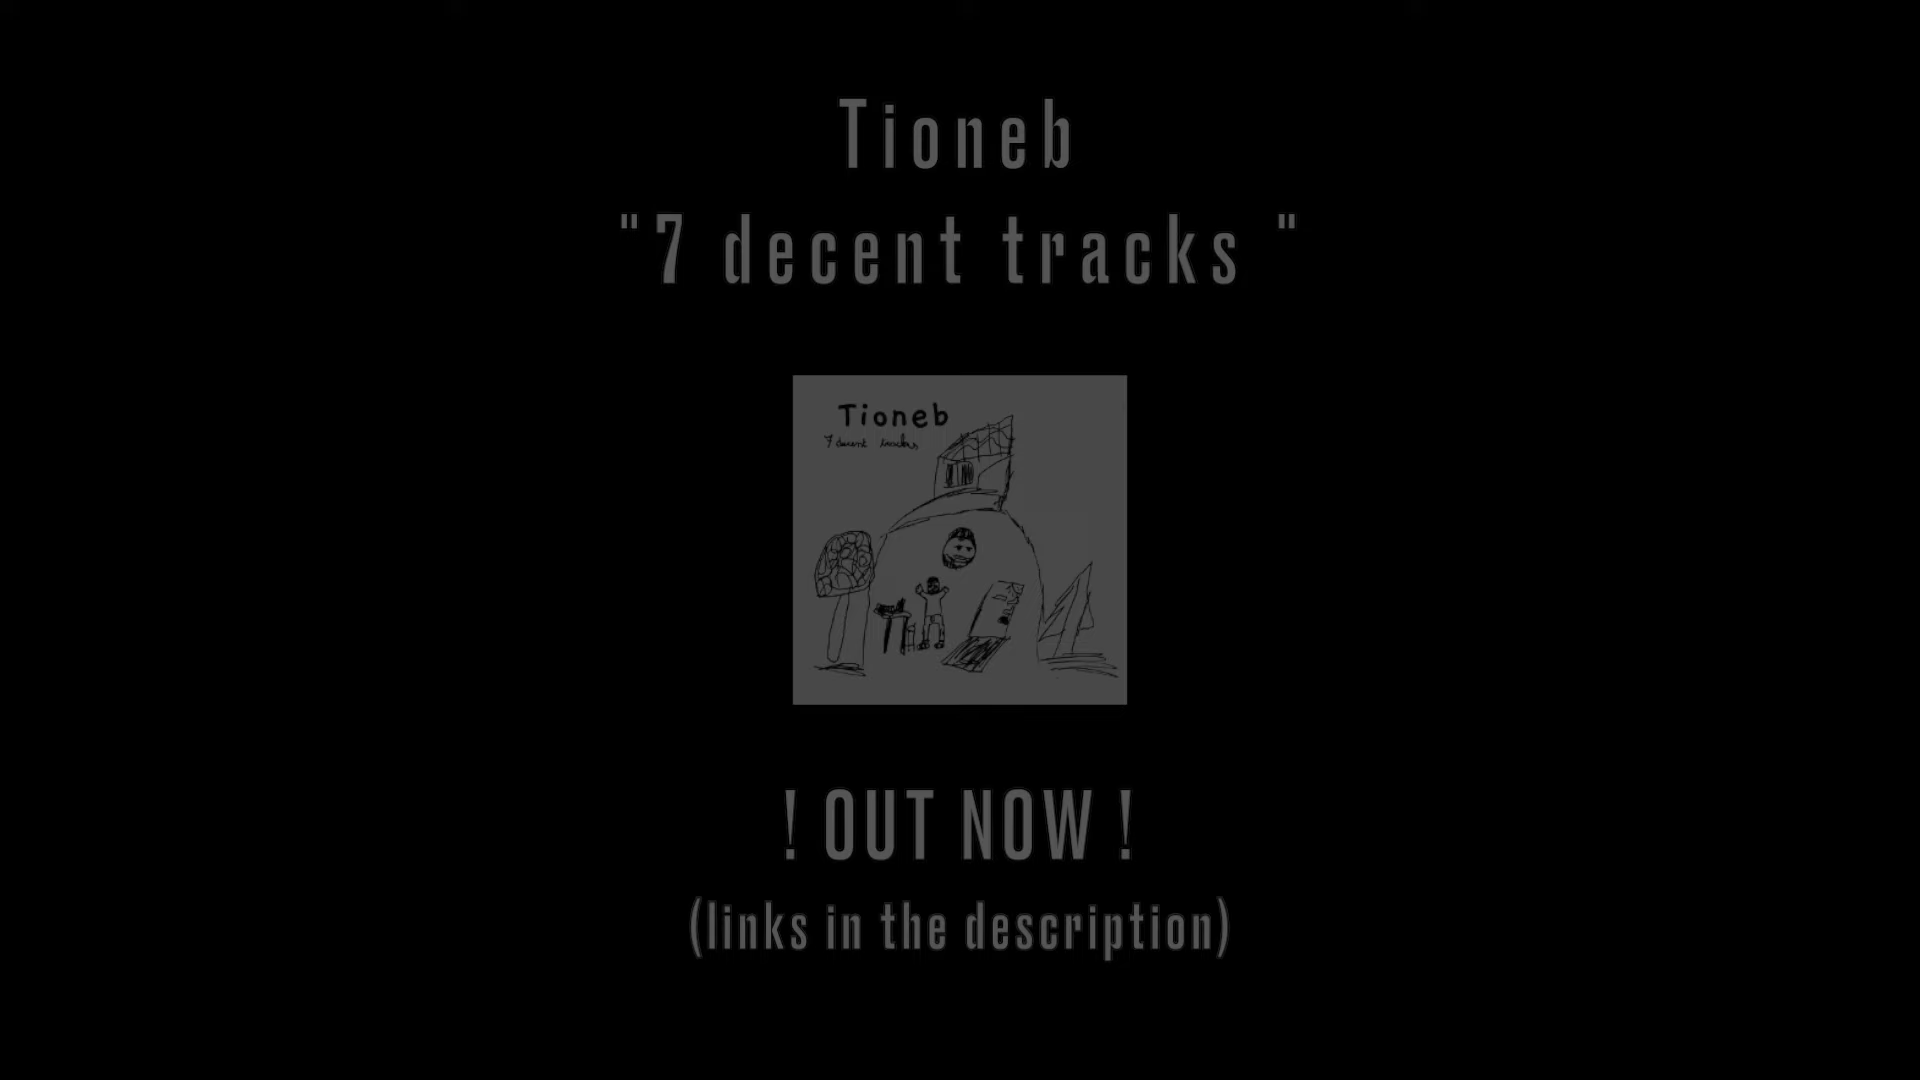 Tioneb
"7 decent tracks "
Tioneb
7 decent tracks
! OUT NOW !
(links in the description)